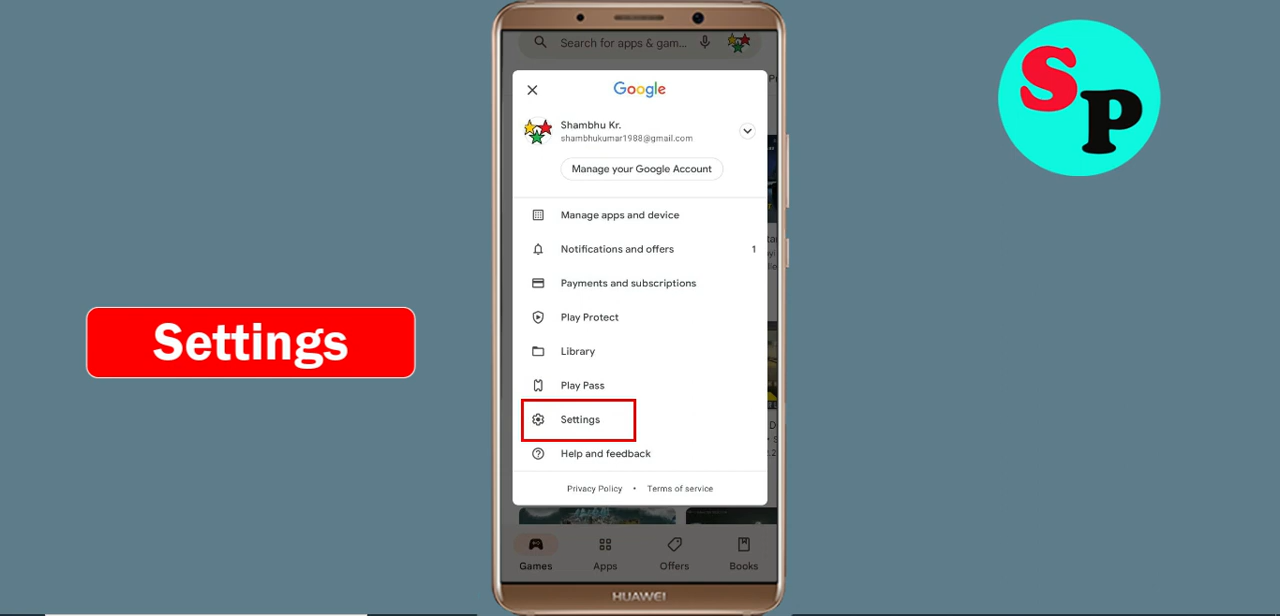 Search for apps & gam...
Google
Shambhu Kr.
shambhukumar1988@gmail.com
Manage your Google Account
Manage apps and device
Notifications and offers 1
Payments and subscriptions
Play Protect
Library
Play Pass
Settings
Help and feedback
Privacy Policy • Terms of service
Games Apps Offers Books
HUAWEI
Settings
SP